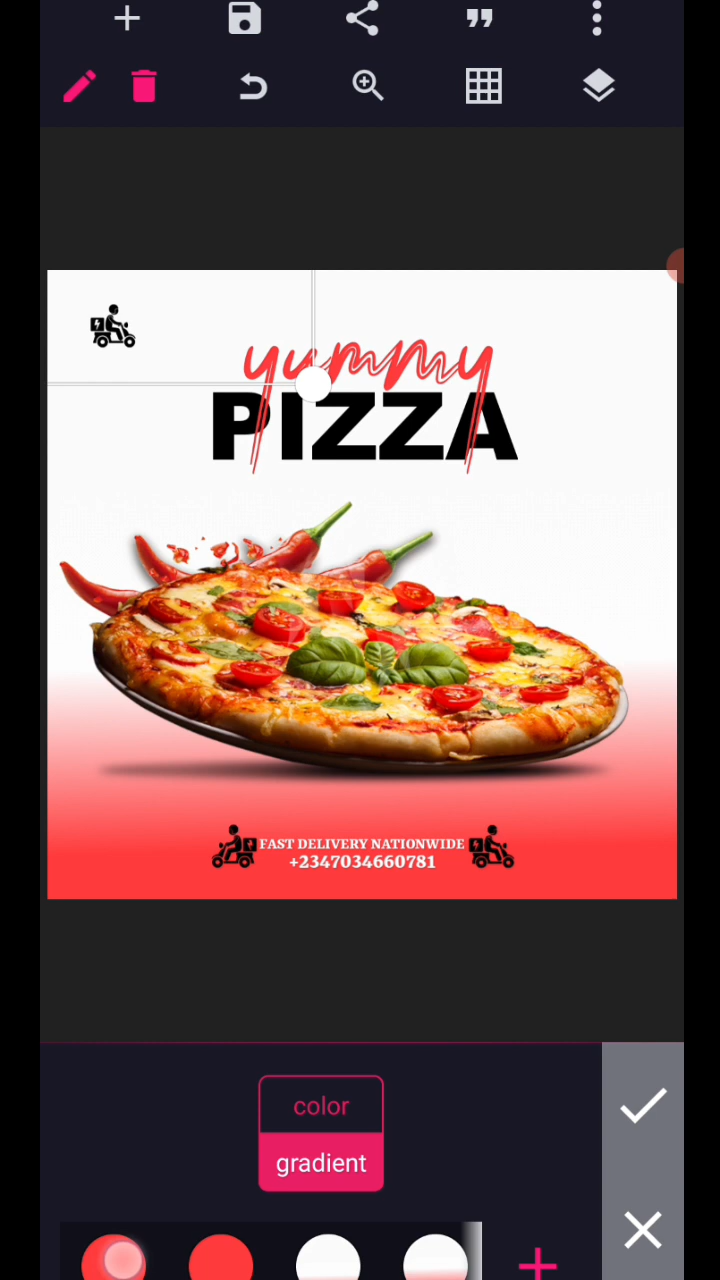 yummy
PIZZA
FAST DELIVERY NATIONWIDE
+2347034660781
color
gradient